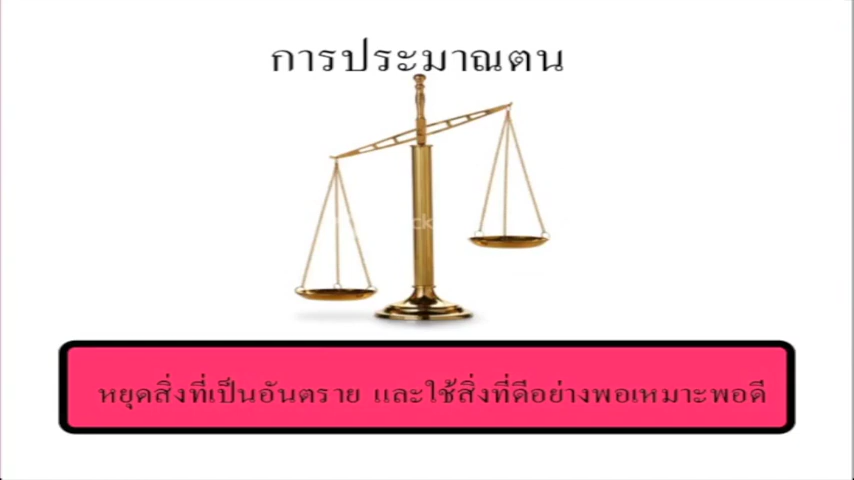 การประมาณตน
หยุดสิ่งที่เป็นอันตราย และใช้สิ่งที่ดีอย่างพอเหมาะพอดี